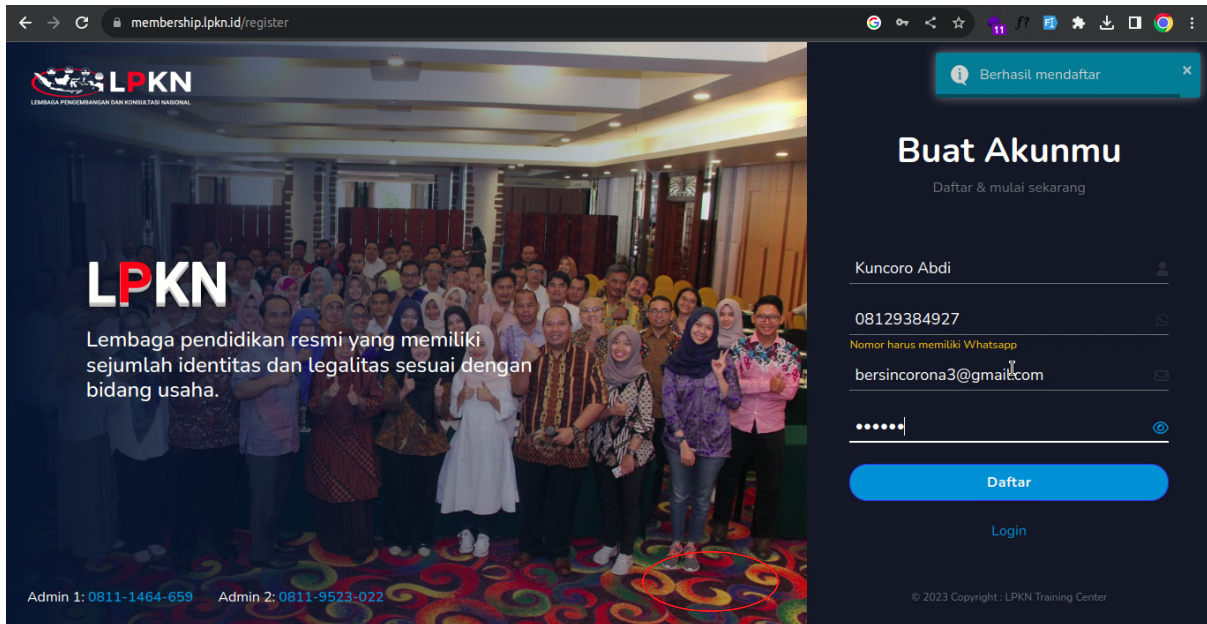 membership.lpkn.id/register
11
f?
LPKN
LEMBAGA PENGEMBANGAN DAN KONSULTASI NASIONAL
Berhasil mendaftar
Buat Akunmu
Daftar & mulai sekarang
LPKN
Lembaga pendidikan resmi yang memiliki
sejumlah identitas dan legalitas sesuai dengan
bidang usaha.
Kuncoro Abdi
08129384927
Nomor harus memiliki Whatsapp
bersincorona3@gmail.com
••••••
Daftar
Login
Admin 1: 0811-1464-659 Admin 2: 0811-9523-022
© 2023 Copyright : LPKN Training Center